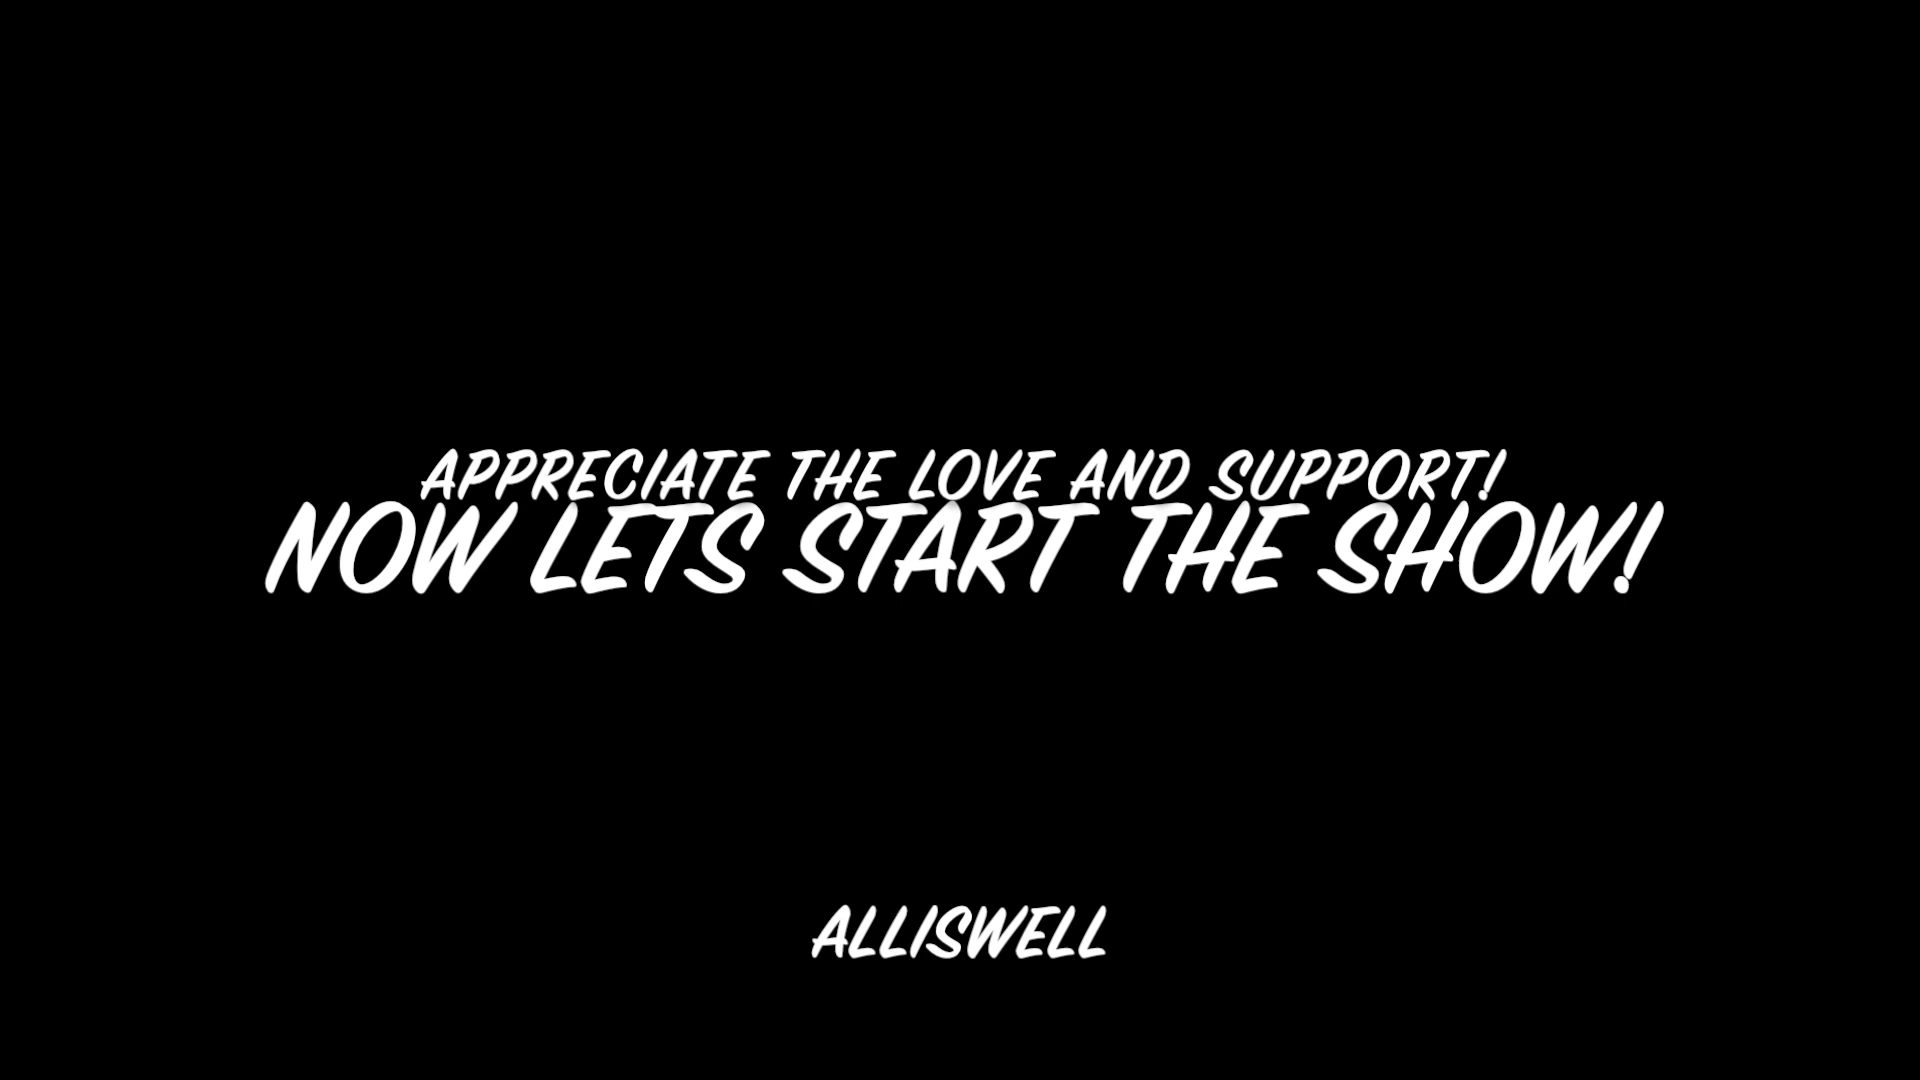 APPRECIATE THE LOVE AND SUPPORT!
NOW LETS START THE SHOW!
ALLISWELL